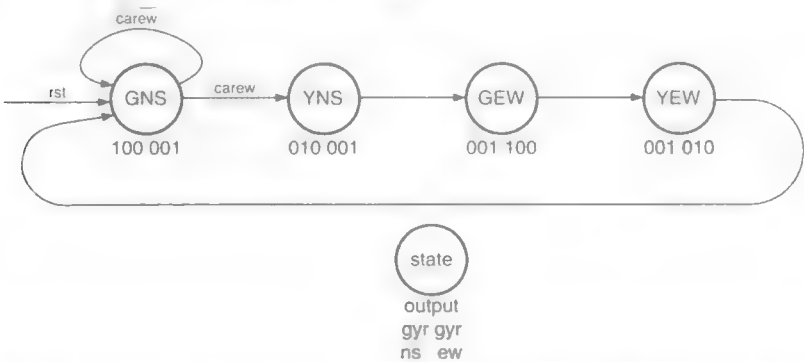 carew
rst
GNS
carew
YNS
GEW
YEW
100 001
010 001
001 100
001 010
state
output
gyr gyr
ns ew